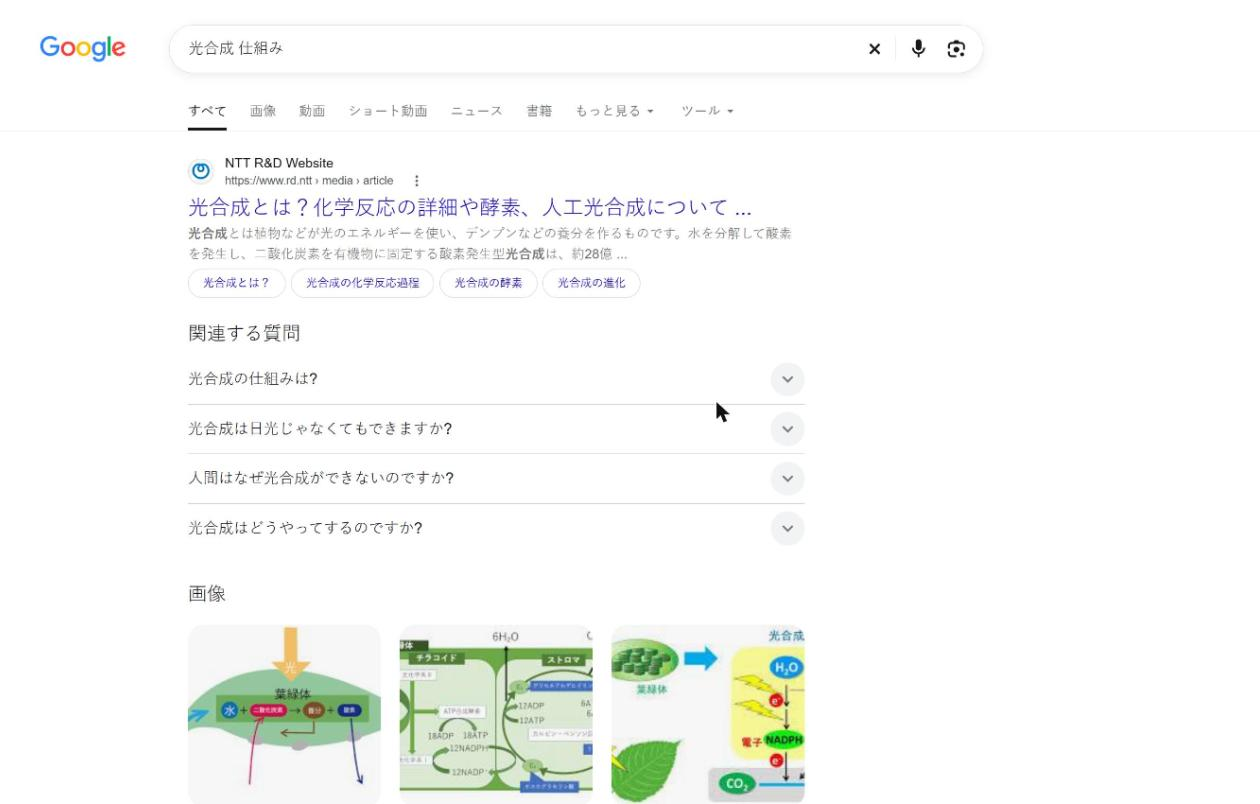 Google
光合成 仕組み
すべて 画像 動画 ショート動画 ニュース 書籍 もっと見る ツール
NTT R&D Website
https://www.rd.ntt › media › article
光合成とは？化学反応の詳細や酵素、人工光合成について ...
光合成とは植物などが光のエネルギーを使い、デンプンなどの養分を作るものです。水を分解して酸素
を発生し、二酸化炭素を有機物に固定する酸素発生型光合成は、約28億 ...
光合成とは？ 光合成の化学反応過程 光合成の酵素 光合成の進化
関連する質問
光合成の仕組みは?
光合成は日光じゃなくてもできますか?
人間はなぜ光合成ができないのですか?
光合成はどうやってするのですか?
画像
光
葉緑体
水 + 二酸化炭素 → 養分 + 酸素
6H₂O
チラコイド ストロマ
ATP合成酵素
12ADP
12ATP
18ADP 18ATP
12NADPH
12NADP⁺
光合成
葉緑体
H₂O
e⁻
電子 NADPH
e⁻
CO₂